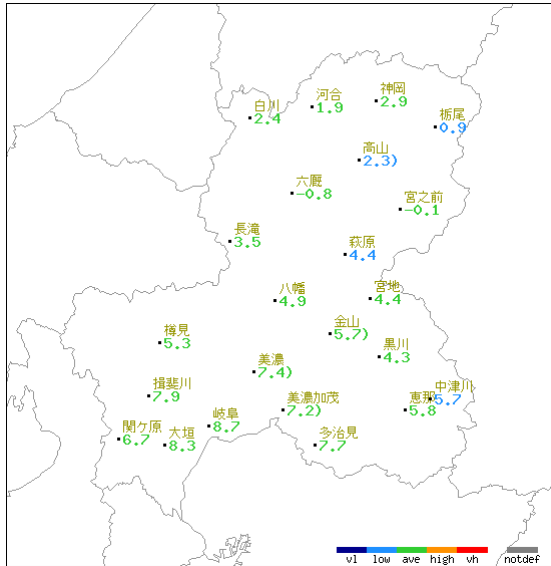 神岡
2.9
河合
1.9
白川
2.4
栃尾
0.9
高山
2.3)
六厩
-0.8
宮之前
-0.1
長滝
3.5
萩原
4.4
宮地
4.4
八幡
4.9
金山
5.7)
樽見
5.3
黒川
4.3
美濃
7.4)
揖斐川
7.9
中津川
5.7
恵那
5.8
美濃加茂
7.2)
岐阜
8.7
関ケ原
6.7
大垣
8.3
多治見
7.7
vl low ave high vh notdef